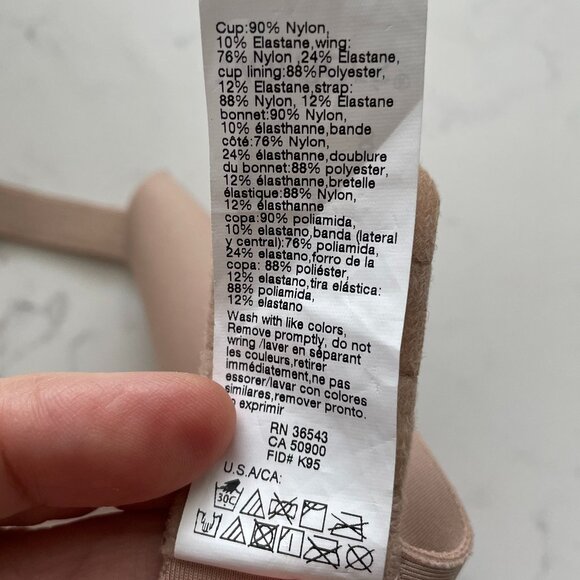 Cup:90% Nylon,
10% Elastane,wing:
76% Nylon ,24% Elastane,
cup lining:88%Polyester,
12% Elastane,strap:
88% Nylon, 12% Elastane
bonnet:90% Nylon,
10% élasthanne,bande
côté:76% Nylon,
24% élasthanne,doublure
du bonnet:88% polyester,
12% élasthanne,bretelle
élastique:88% Nylon,
12% élasthanne
copa:90% poliamida,
10% elastano,banda (lateral
y central):76% poliamida,
24% elastano,forro de la
copa: 88% poliéster,
12% elastano,tira elástica:
88% poliamida,
12% elastano
Wash with like colors,
Remove promptly, do not
wring /laver en séparant
les couleurs,retirer
immédiatement,ne pas
essorer/lavar con colores
similares,remover pronto.
exprimir
RN 36543
CA 50900
FID# K95
U.S.A/CA:
30C